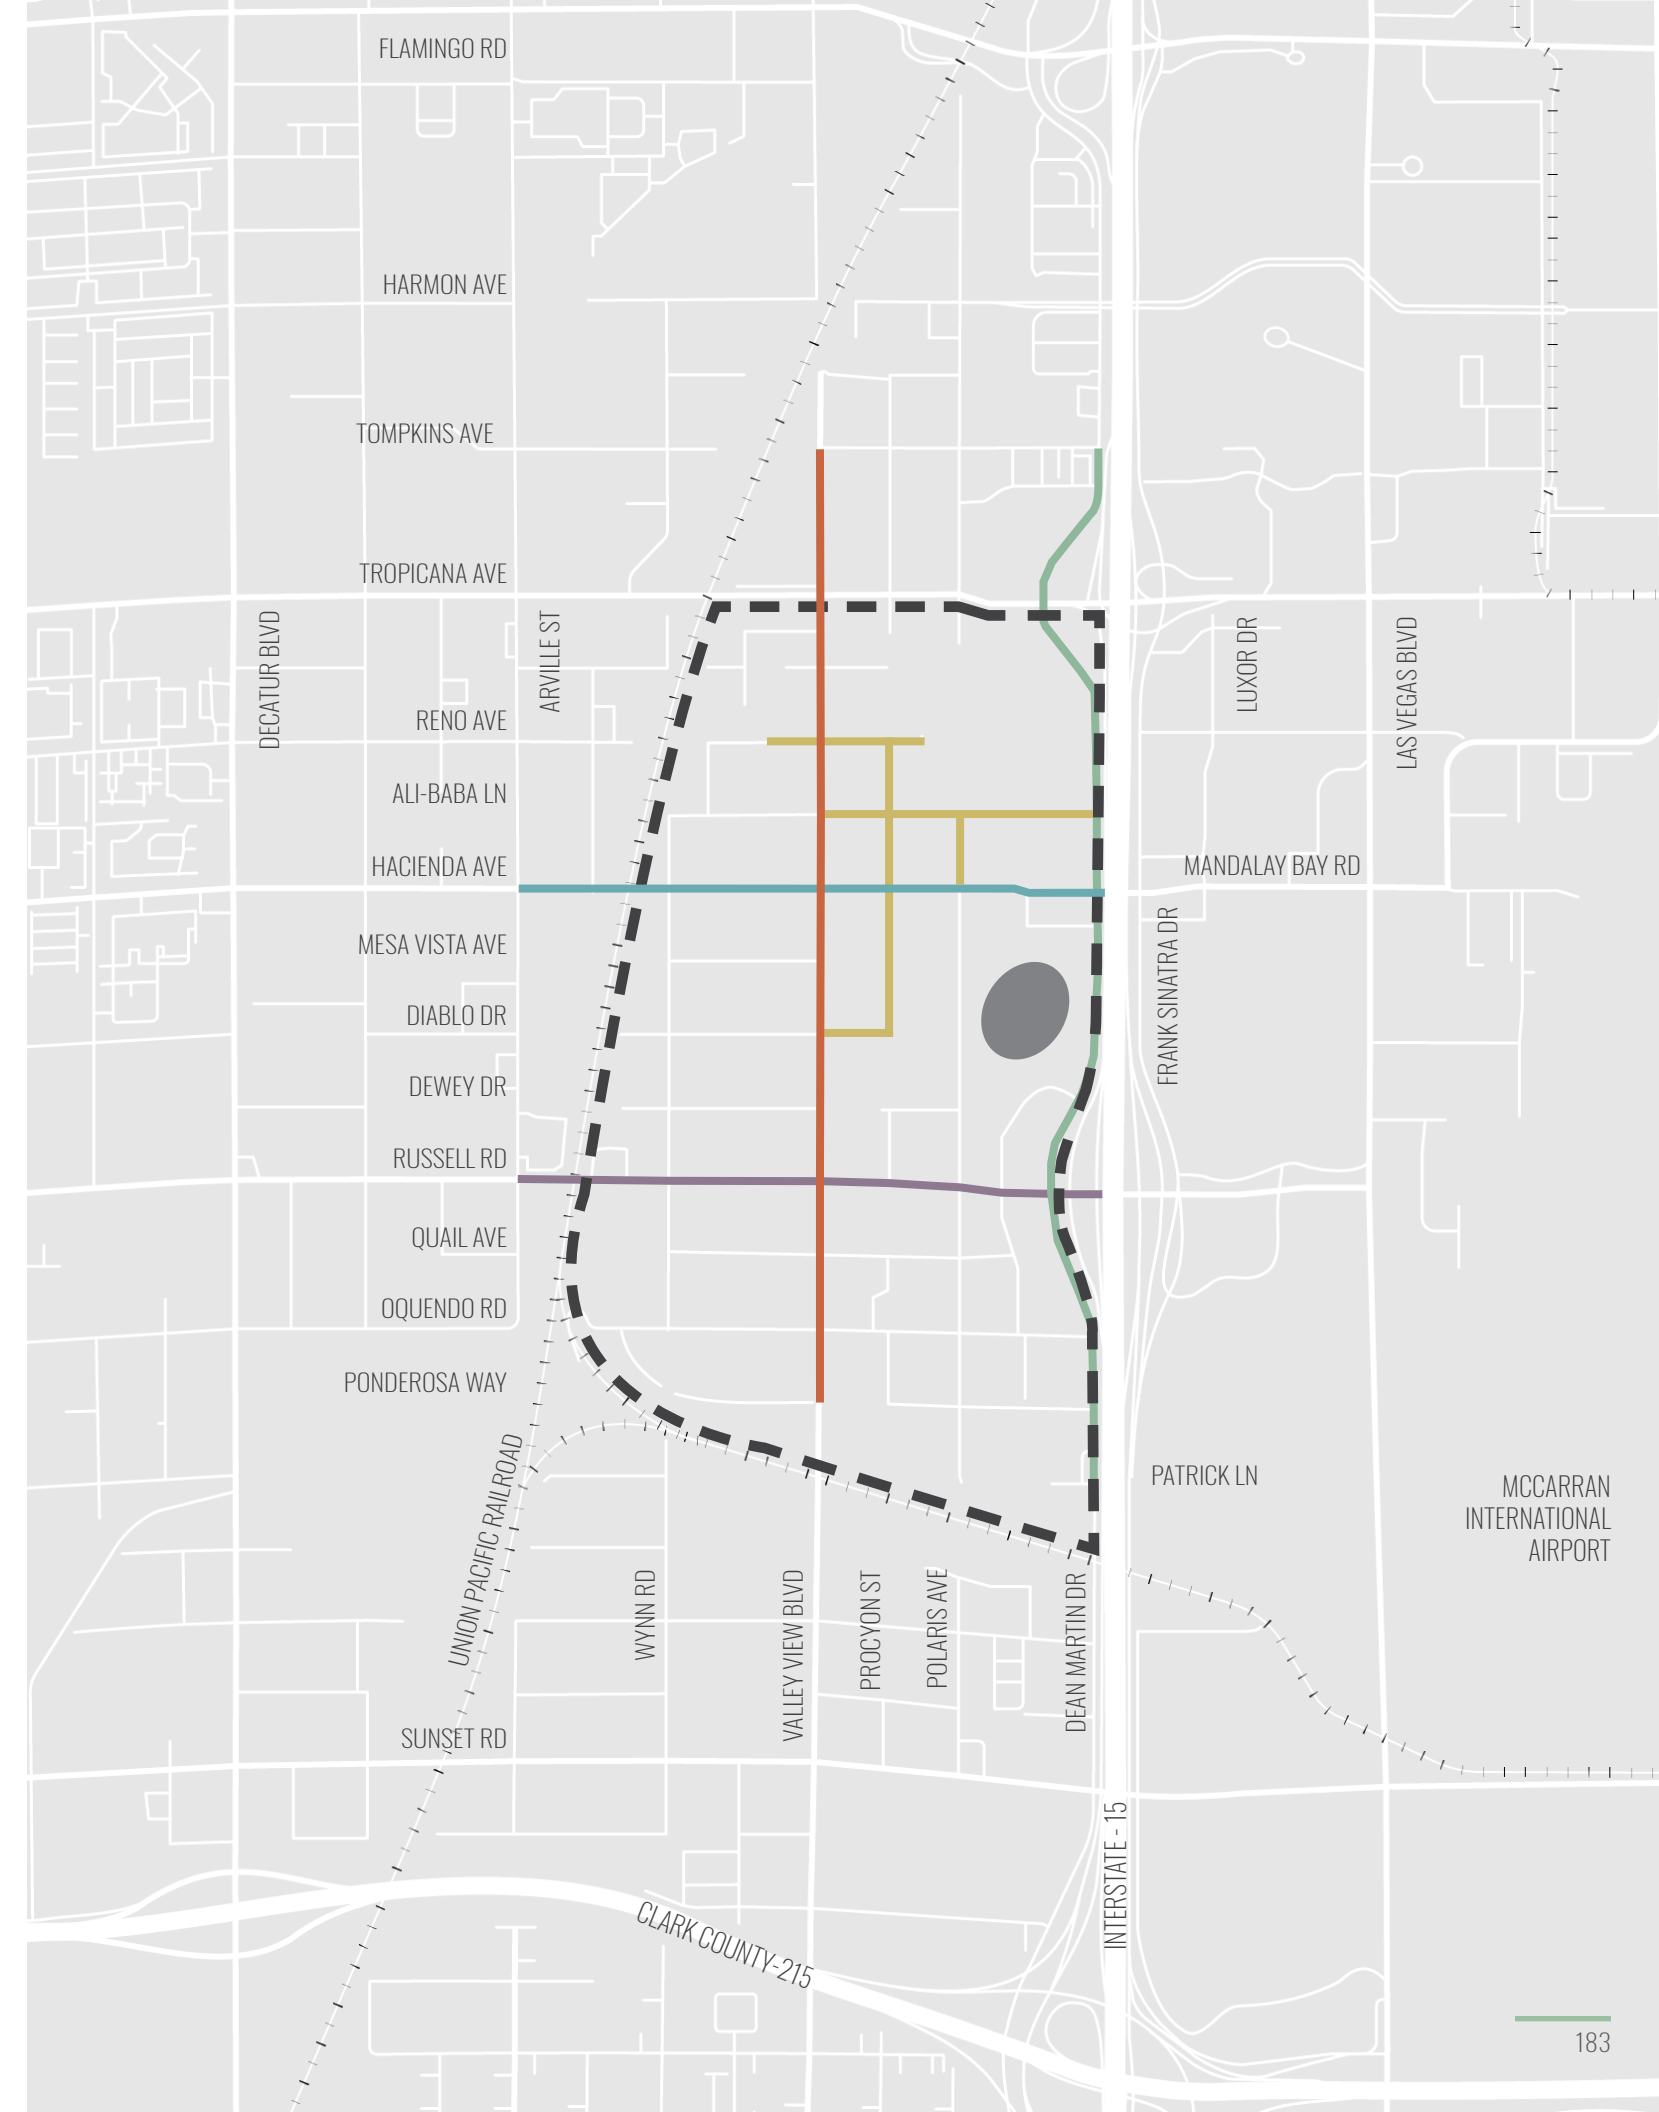 FLAMINGO RD
HARMON AVE
TOMPKINS AVE
TROPICANA AVE
DECATUR BLVD
ARVILLE ST
LUXOR DR
LAS VEGAS BLVD
RENO AVE
ALI-BABA LN
HACIENDA AVE
MANDALAY BAY RD
MESA VISTA AVE
FRANK SINATRA DR
DIABLO DR
DEWEY DR
RUSSELL RD
QUAIL AVE
OQUENDO RD
PONDEROSA WAY
UNION PACIFIC RAILROAD
PATRICK LN
MCCARRAN
INTERNATIONAL
AIRPORT
WYNN RD
VALLEY VIEW BLVD
PROCYON ST
POLARIS AVE
DEAN MARTIN DR
SUNSET RD
INTERSTATE - 15
CLARK COUNTY-215
183